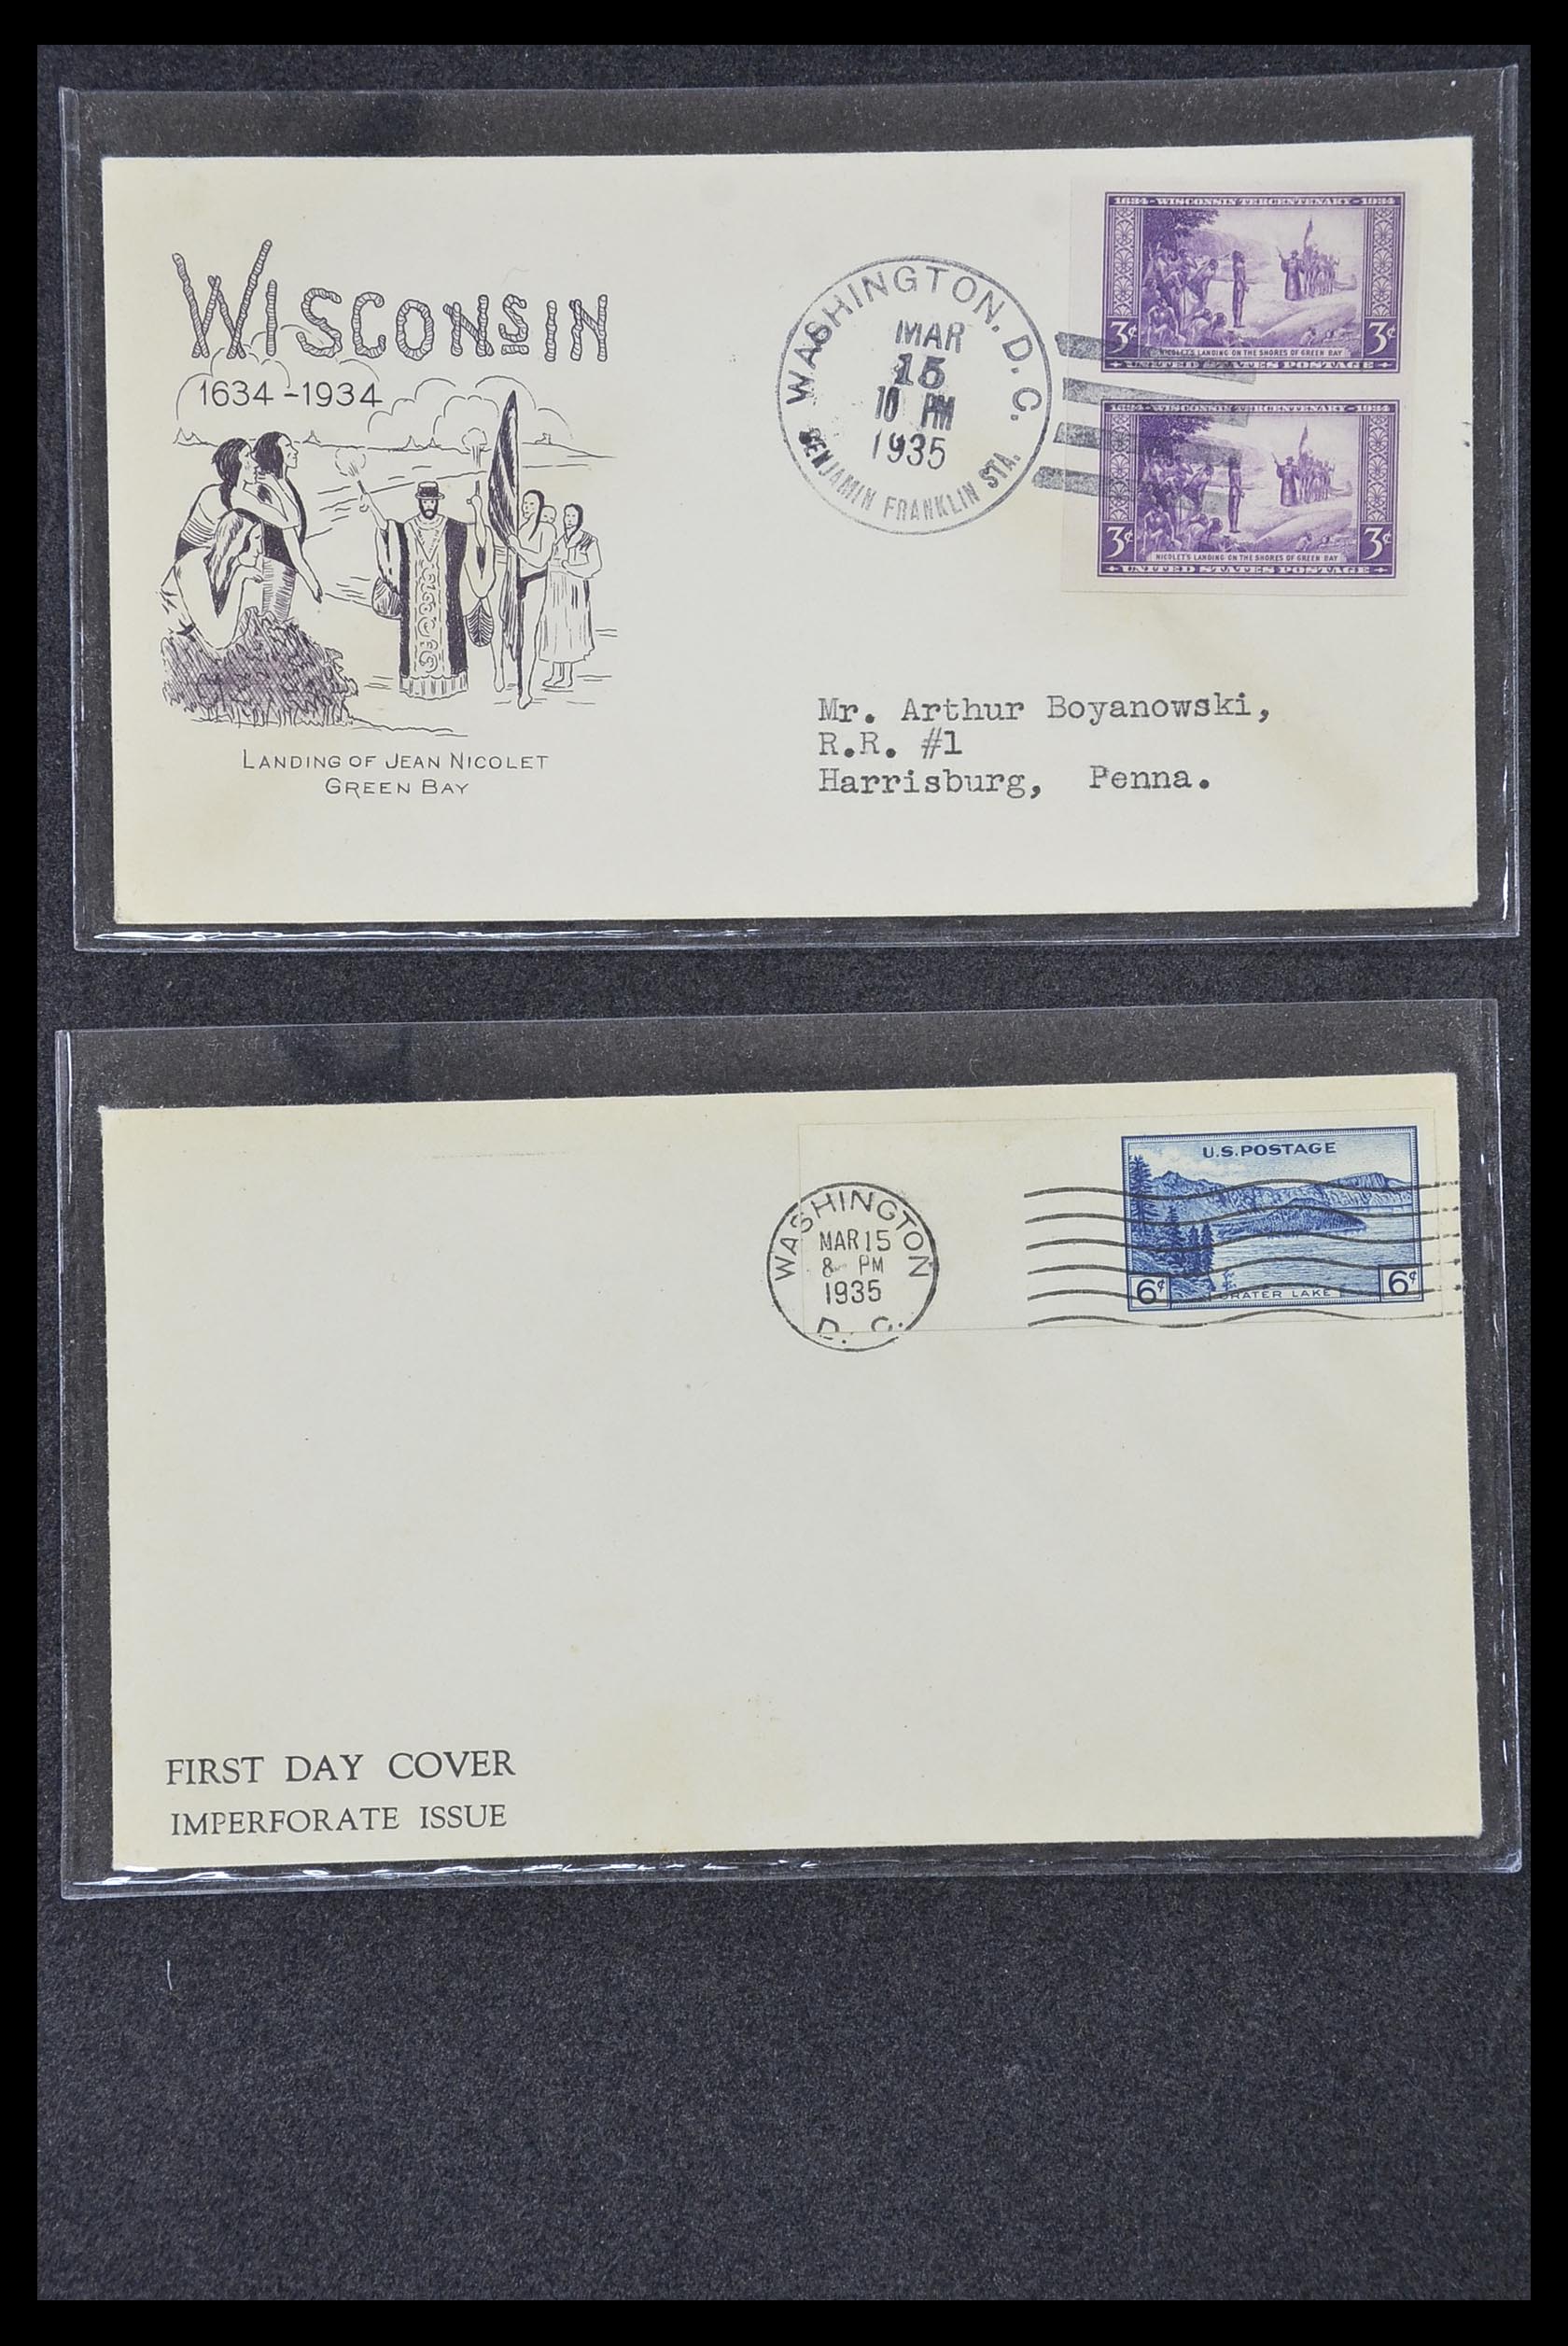 WISCONSIN
1634-1934
LANDING OF JEAN NICOLET
GREEN BAY
WASHINGTON, D.C.
MAR
15
10 PM
1935
BENJAMIN FRANKLIN STA.
1634-WISCONSIN TERCENTENARY-1934
3¢ 3¢
NICOLET'S LANDING ON THE SHORES OF GREEN BAY
UNITED STATES POSTAGE
1634-WISCONSIN TERCENTENARY-1934
3¢ 3¢
NICOLET'S LANDING ON THE SHORES OF GREEN BAY
UNITED STATES POSTAGE
Mr. Arthur Boyanowski,
R.R. #1
Harrisburg, Penna.
WASHINGTON
MAR 15
8 PM
1935
D. C.
U.S. POSTAGE
6¢ CRATER LAKE 6¢
FIRST DAY COVER
IMPERFORATE ISSUE